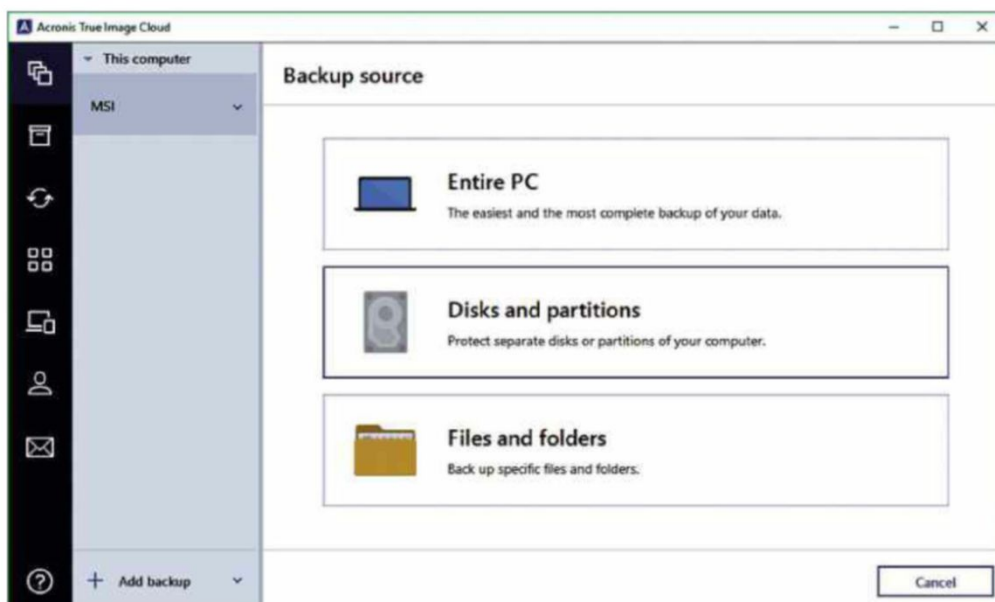 Acronis True Image Cloud
This computer
MSI
Add backup
Backup source
Entire PC
The easiest and the most complete backup of your data.
Disks and partitions
Protect separate disks or partitions of your computer.
Files and folders
Back up specific files and folders.
Cancel